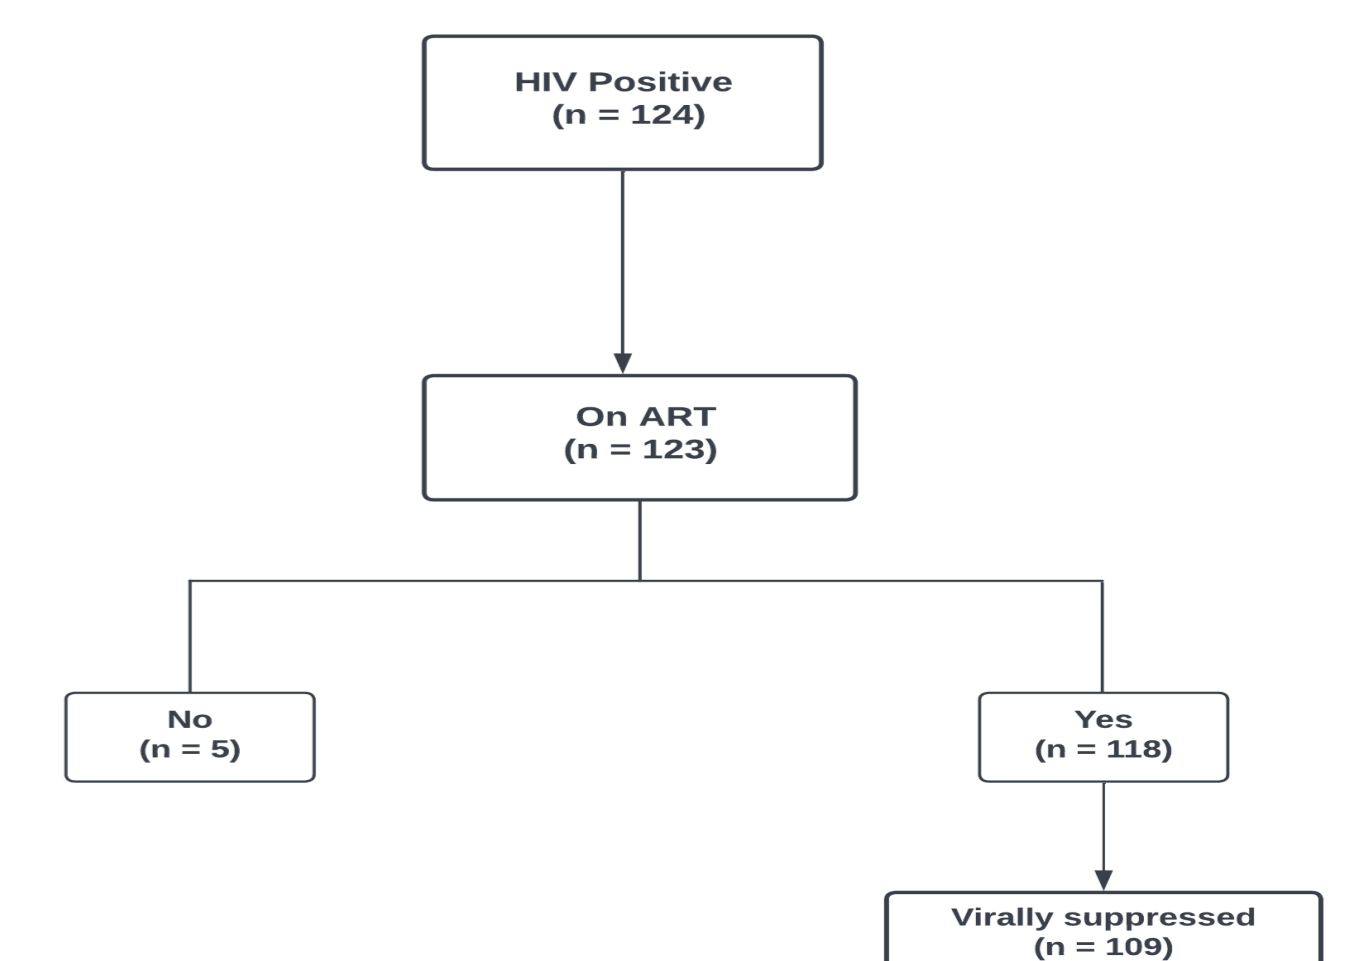 HIV Positive
(n = 124)
On ART
(n = 123)
No
(n = 5)
Yes
(n = 118)
Virally suppressed
(n = 109)